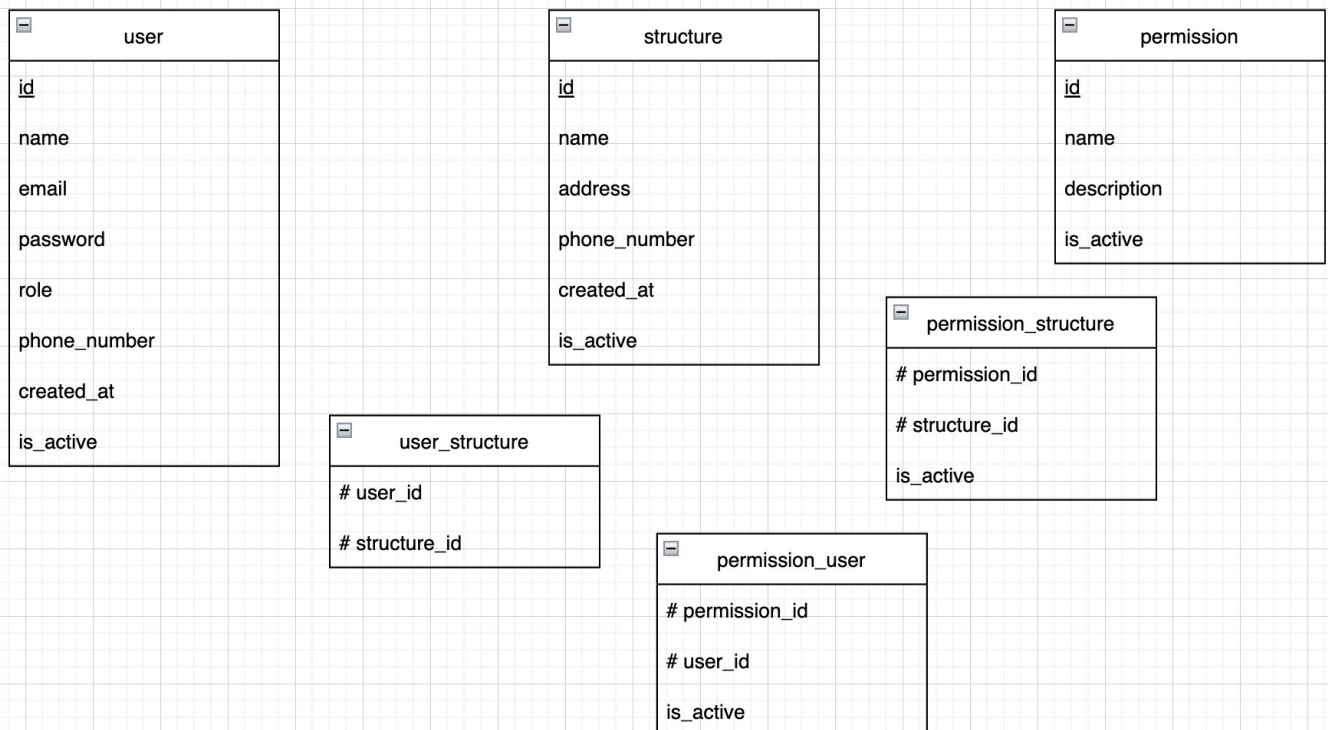 user
id
name
email
password
role
phone_number
created_at
is_active
structure
id
name
address
phone_number
created_at
is_active
permission
id
name
description
is_active
user_structure
# user_id
# structure_id
permission_structure
# permission_id
# structure_id
is_active
permission_user
# permission_id
# user_id
is_active